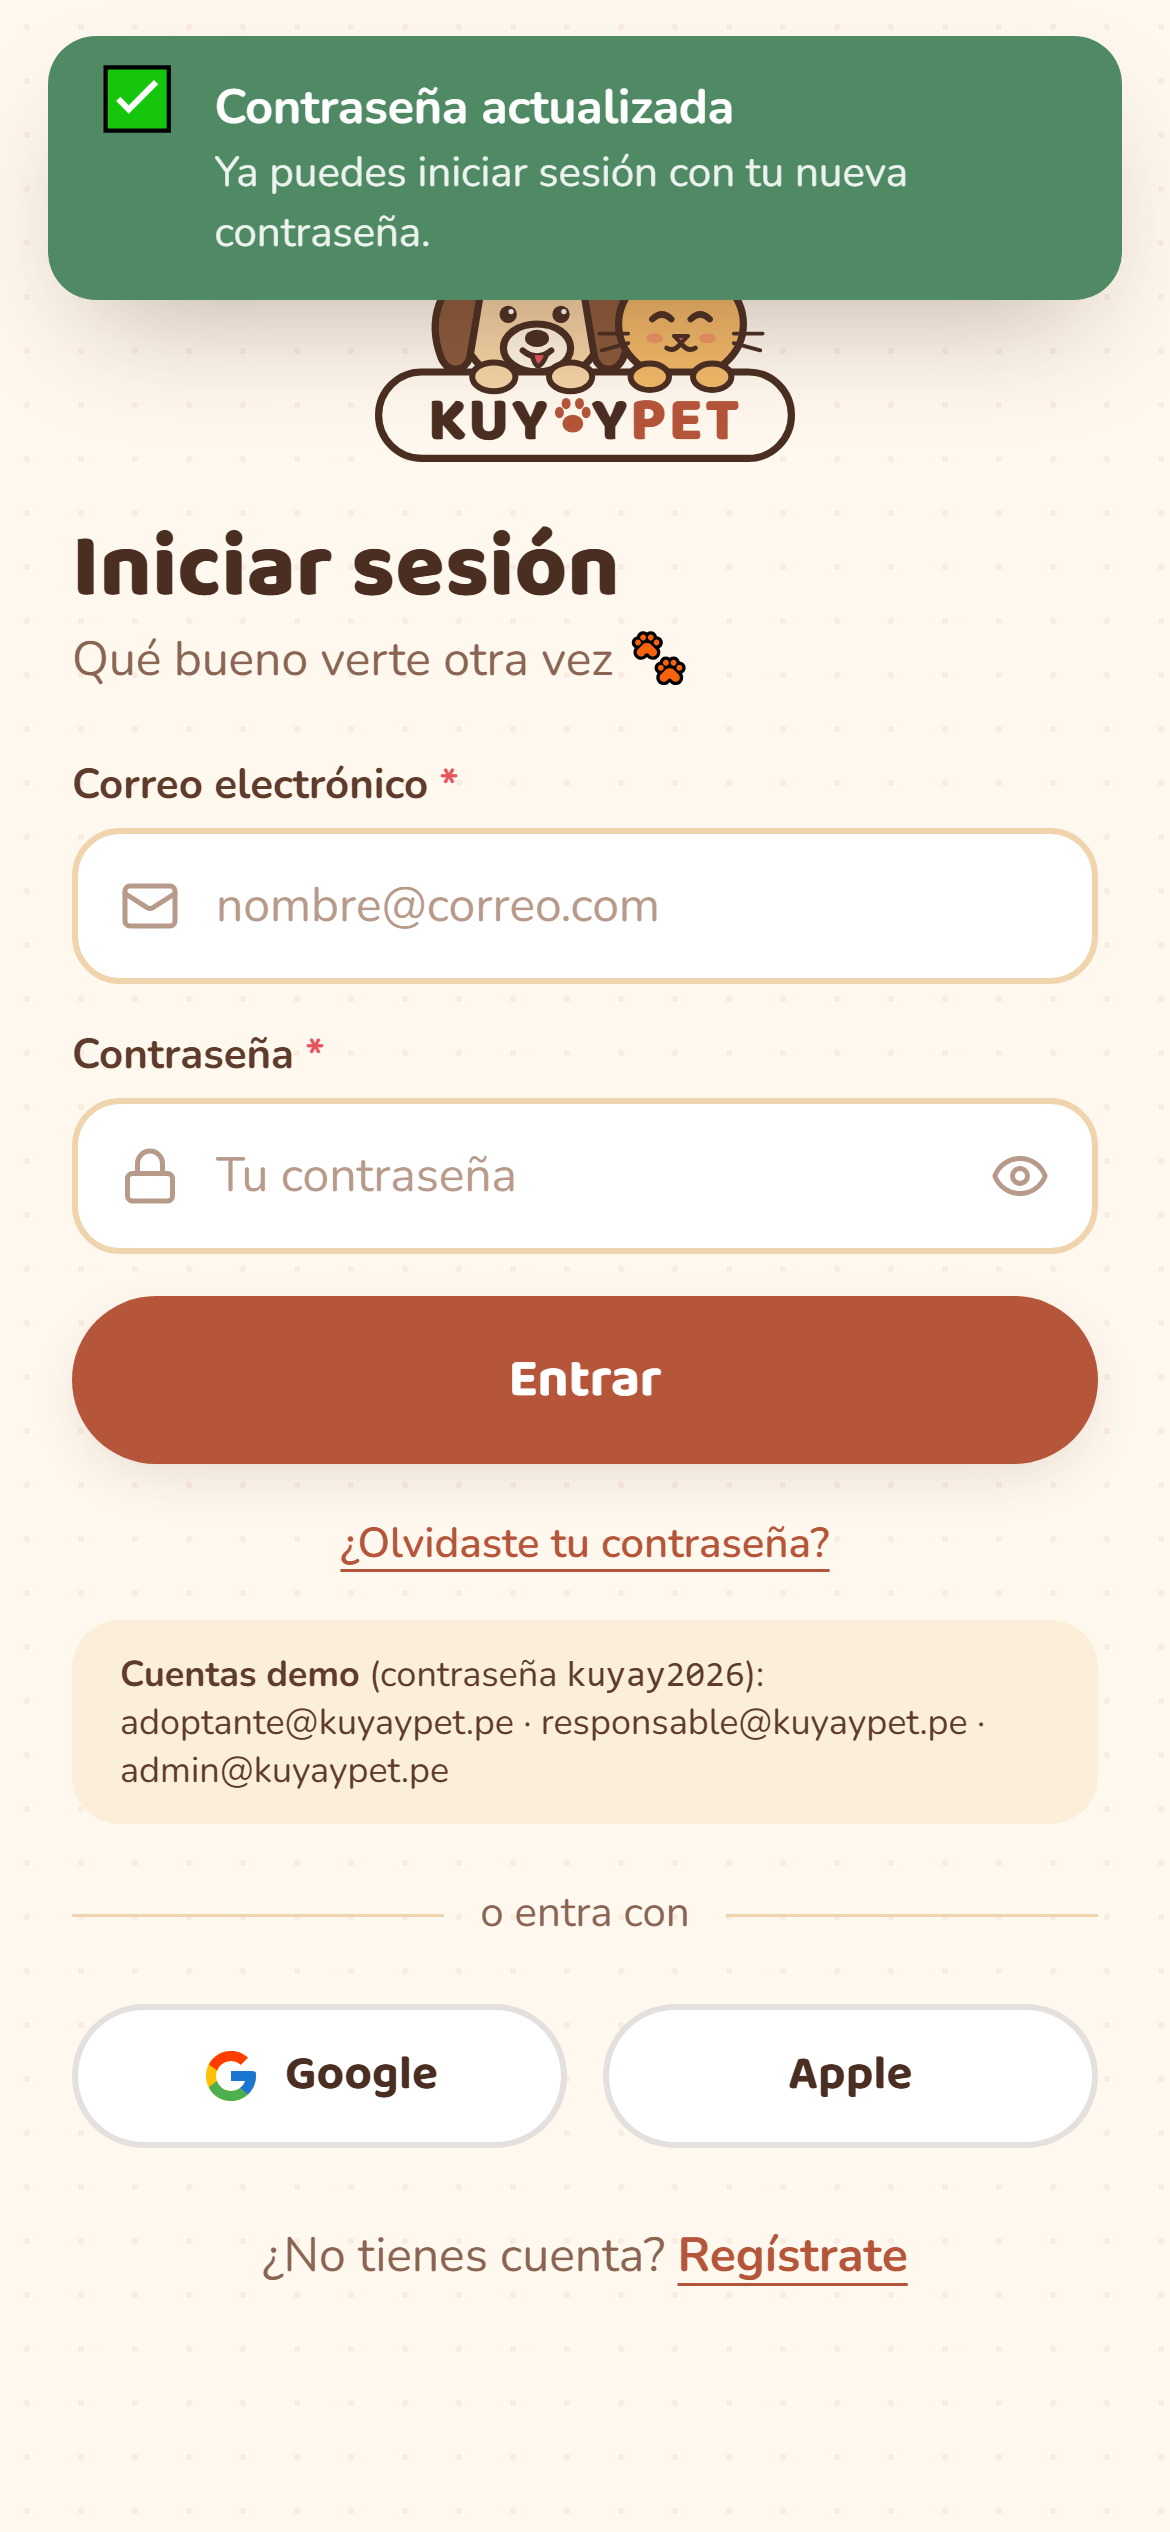 Contraseña actualizada
Ya puedes iniciar sesión con tu nueva
contraseña.
KUYAYPET
Iniciar sesión
Qué bueno verte otra vez
Correo electrónico *
nombre@correo.com
Contraseña *
Tu contraseña
Entrar
¿Olvidaste tu contraseña?
Cuentas demo (contraseña kuyay2026):
adoptante@kuyaypet.pe · responsable@kuyaypet.pe ·
admin@kuyaypet.pe
o entra con
Google
Apple
¿No tienes cuenta? Regístrate